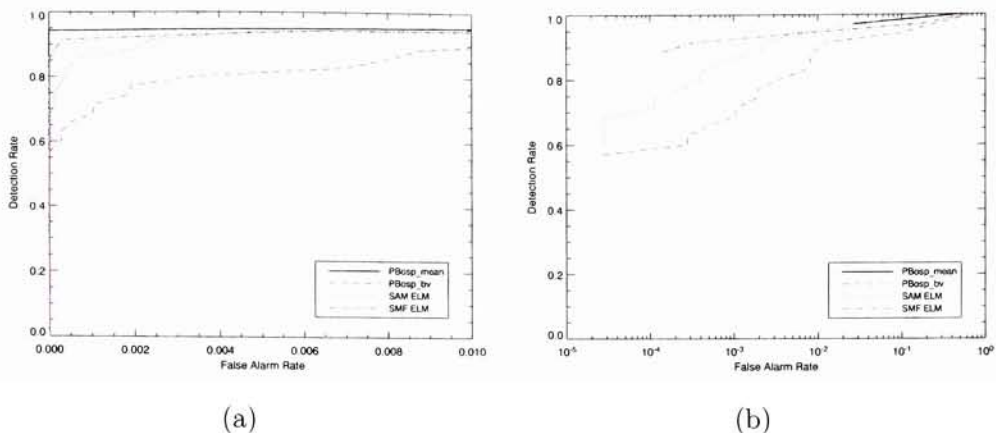 1.0
0.8
0.6
0.4
0.2
0.0
Detection Rate
0.000
0.002
0.004
0.006
0.008
0.010
False Alarm Rate
PBosp_mean
PBosp_bv
SAM ELM
SMF ELM
(a)
1.0
0.8
0.6
0.4
0.2
0.0
Detection Rate
10⁻⁵
10⁻⁴
10⁻³
10⁻²
10⁻¹
10⁰
False Alarm Rate
PBosp_mean
PBosp_bv
SAM ELM
SMF ELM
(b)